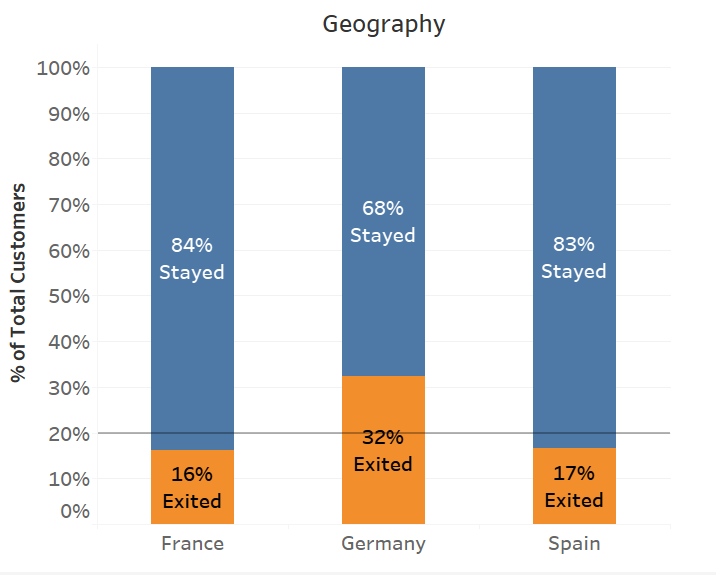 Geography
% of Total Customers
100%
90%
80%
70%
60%
50%
40%
30%
20%
10%
0%
84%
Stayed
16%
Exited
68%
Stayed
32%
Exited
83%
Stayed
17%
Exited
France
Germany
Spain